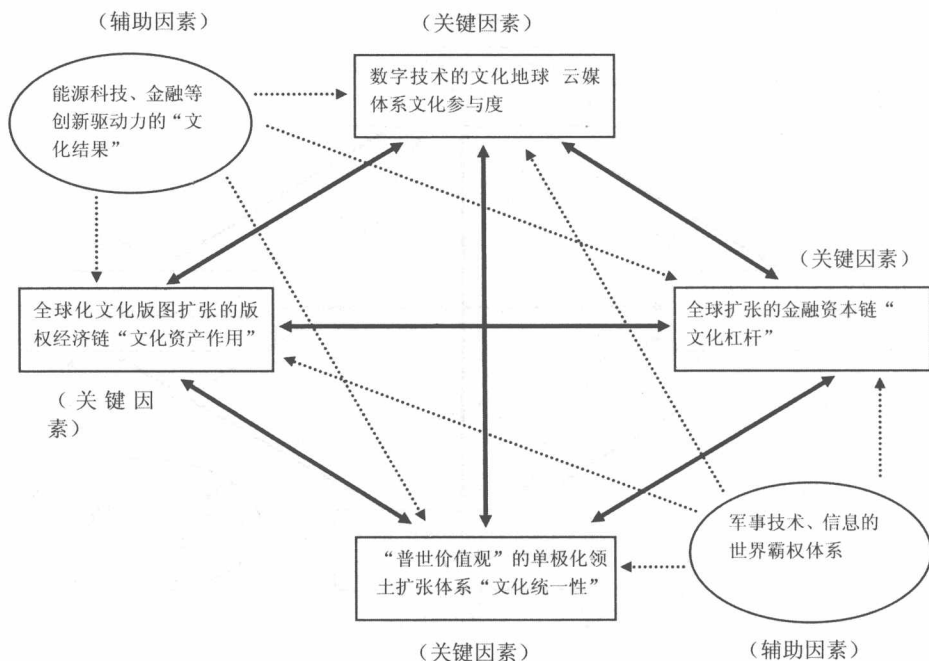 （辅助因素）
（关键因素）
数字技术的文化地球 云媒
体系文化参与度
能源科技、金融等
创新驱动力的“文
化结果”
（关键因素）
全球化文化版图扩张的版
权经济链“文化资产作用”
全球扩张的金融资本链“
文化杠杆”
（关键因
素）
军事技术、信息的
世界霸权体系
“普世价值观”的单极化领
土扩张体系“文化统一性”
（关键因素）
（辅助因素）